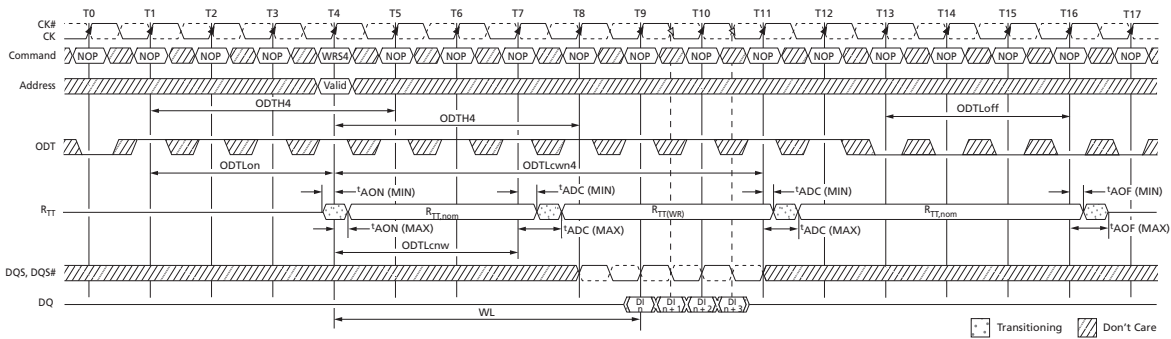 T0 T1 T2 T3 T4 T5 T6 T7 T8 T9 T10 T11 T12 T13 T14 T15 T16 T17
CK#
CK
Command NOP NOP NOP NOP WRS4 NOP NOP NOP NOP NOP NOP NOP NOP NOP NOP NOP NOP NOP
Address Valid
ODTH4 ODTLoff
ODTH4
ODT
ODTLon ODTLcwn4
tAON (MIN) tADC (MIN) tADC (MIN) tAOF (MIN)
RTT RTT,nom RTT(WR) RTT,nom
tAON (MAX) tADC (MAX) tADC (MAX) tAOF (MAX)
ODTLcnw
DQS, DQS#
DQ DI n DI n + 1 DI n + 2 DI n + 3
WL
Transitioning Don't Care